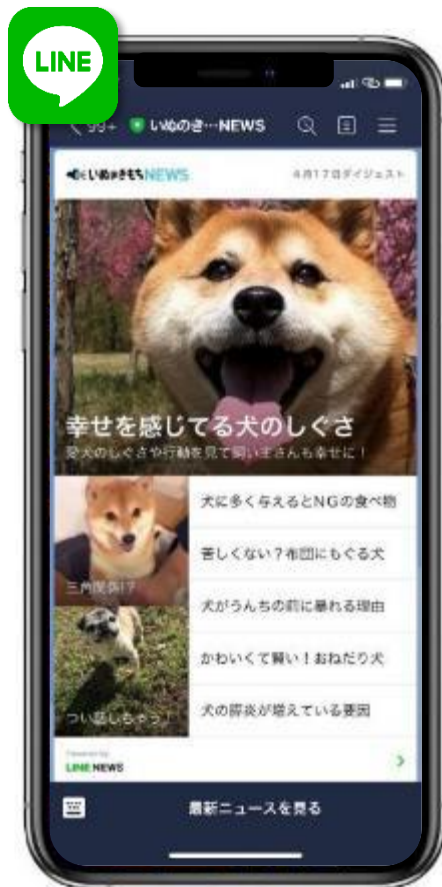 LINE
99+ いぬのき…NEWS
いぬのきもちNEWS
4月17日ダイジェスト
幸せを感じてる犬のしぐさ
愛犬のしぐさや行動を見て飼い主さんも幸せに！
三角関係!?
つい話しちゃう！
犬に多く与えるとNGの食べ物
苦しくない？布団にもぐる犬
犬がうんちの前に暴れる理由
かわいくて賢い！おねだり犬
犬の膵炎が増えている要因
Powered by
LINE NEWS
最新ニュースを見る